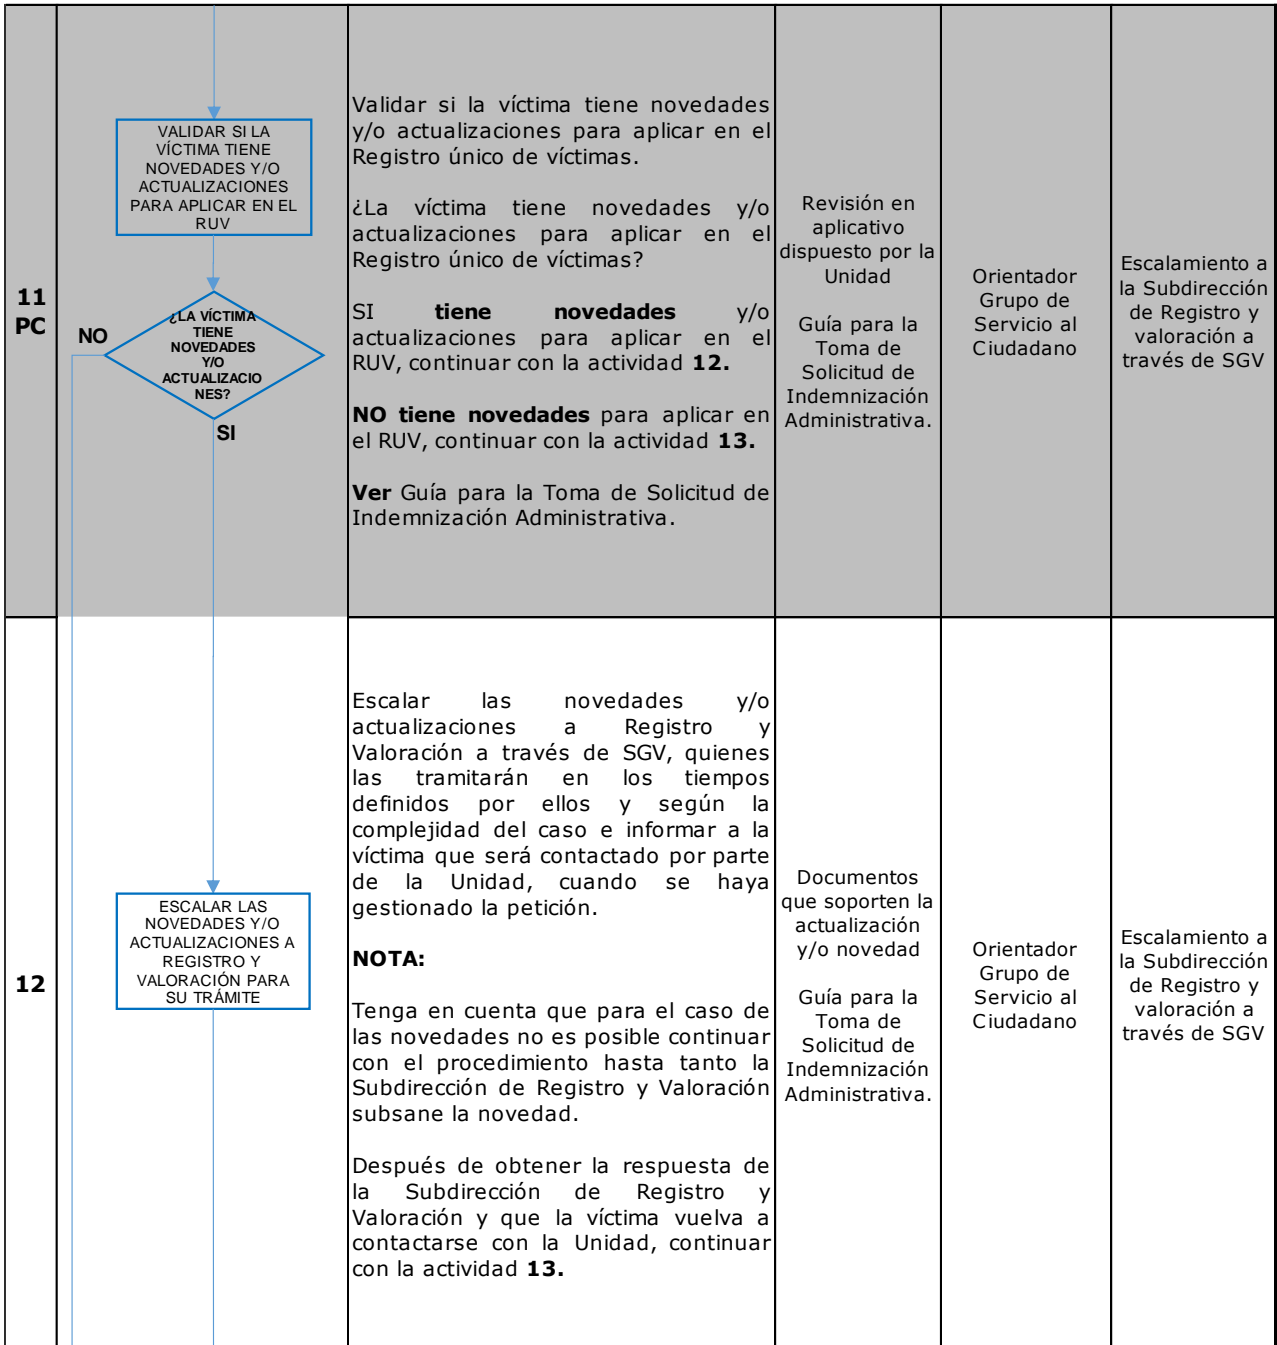 11
PC
VALIDAR SI LA
VÍCTIMA TIENE
NOVEDADES Y/O
ACTUALIZACIONES
PARA APLICAR EN EL
RUV
¿LA VÍCTIMA
TIENE
NOVEDADES
Y/O
ACTUALIZACIO
NES?
NO
SI
Validar si la víctima tiene novedades
y/o actualizaciones para aplicar en el
Registro único de víctimas.
¿La víctima tiene novedades y/o
actualizaciones para aplicar en el
Registro único de víctimas?
SI tiene novedades y/o
actualizaciones para aplicar en el
RUV, continuar con la actividad 12.
NO tiene novedades para aplicar en
el RUV, continuar con la actividad 13.
Ver Guía para la Toma de Solicitud de
Indemnización Administrativa.
Revisión en
aplicativo
dispuesto por la
Unidad
Guía para la
Toma de
Solicitud de
Indemnización
Administrativa.
Orientador
Grupo de
Servicio al
Ciudadano
Escalamiento a
la Subdirección
de Registro y
valoración a
través de SGV
12
ESCALAR LAS
NOVEDADES Y/O
ACTUALIZACIONES A
REGISTRO Y
VALORACIÓN PARA
SU TRÁMITE
Escalar las novedades y/o
actualizaciones a Registro y
Valoración a través de SGV, quienes
las tramitarán en los tiempos
definidos por ellos y según la
complejidad del caso e informar a la
víctima que será contactado por parte
de la Unidad, cuando se haya
gestionado la petición.
NOTA:
Tenga en cuenta que para el caso de
las novedades no es posible continuar
con el procedimiento hasta tanto la
Subdirección de Registro y Valoración
subsane la novedad.
Después de obtener la respuesta de
la Subdirección de Registro y
Valoración y que la víctima vuelva a
contactarse con la Unidad, continuar
con la actividad 13.
Documentos
que soporten la
actualización
y/o novedad
Guía para la
Toma de
Solicitud de
Indemnización
Administrativa.
Orientador
Grupo de
Servicio al
Ciudadano
Escalamiento a
la Subdirección
de Registro y
valoración a
través de SGV